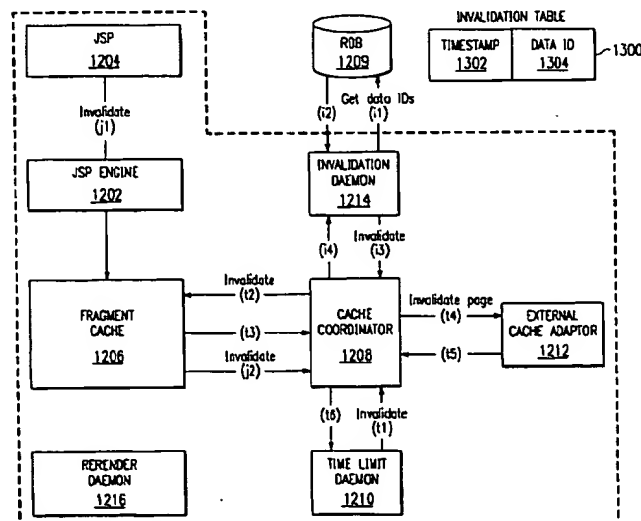 INVALIDATION TABLE
JSP
1204
RDB
1209
TIMESTAMP
1302
DATA ID
1304
1300
Get data IDs
(i2)
(i1)
Invalidate
(j1)
JSP ENGINE
1202
INVALIDATION
DAEMON
1214
(i4)
Invalidate
(i3)
Invalidate
(t2)
Invalidate page
(t4)
FRAGMENT
CACHE
1206
(t3)
Invalidate
(j2)
CACHE
COORDINATOR
1208
(t5)
EXTERNAL
CACHE ADAPTOR
1212
(t6)
Invalidate
(t1)
RERENDER
DAEMON
1216
TIME LIMIT
DAEMON
1210